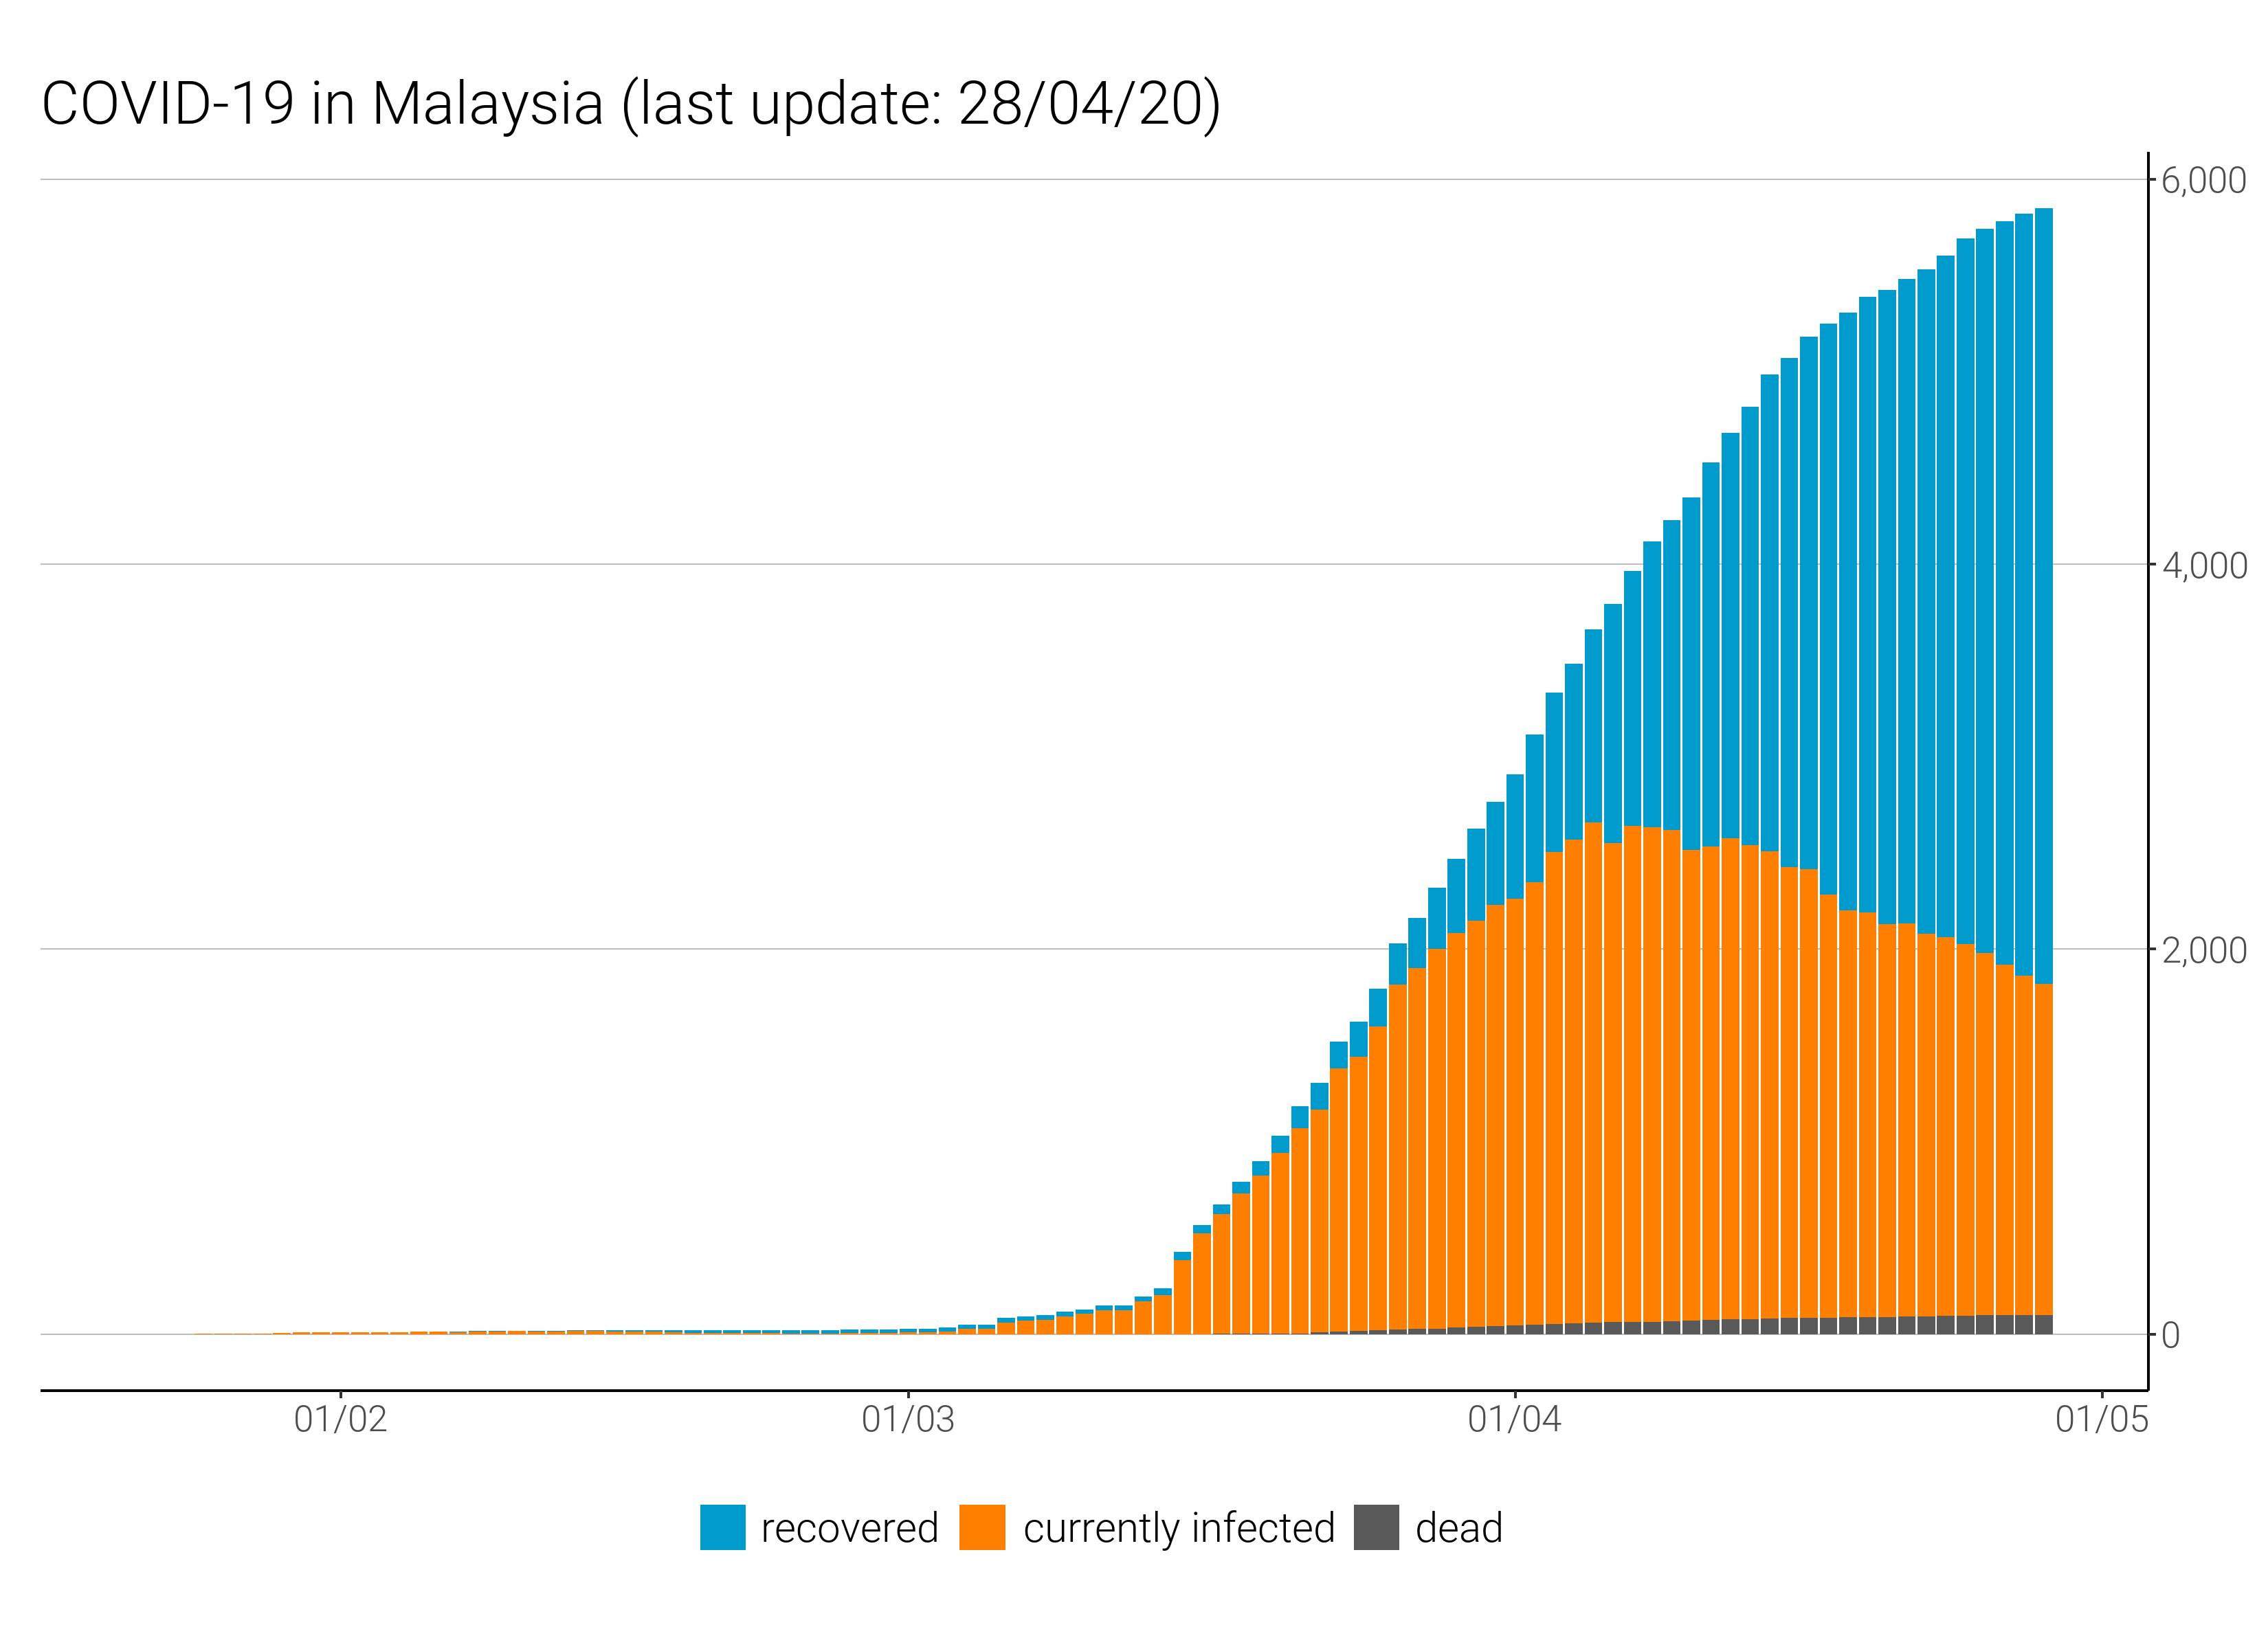 COVID-19 in Malaysia (last update: 28/04/20)
6,000
4,000
2,000
0
01/02 01/03 01/04 01/05
recovered currently infected dead